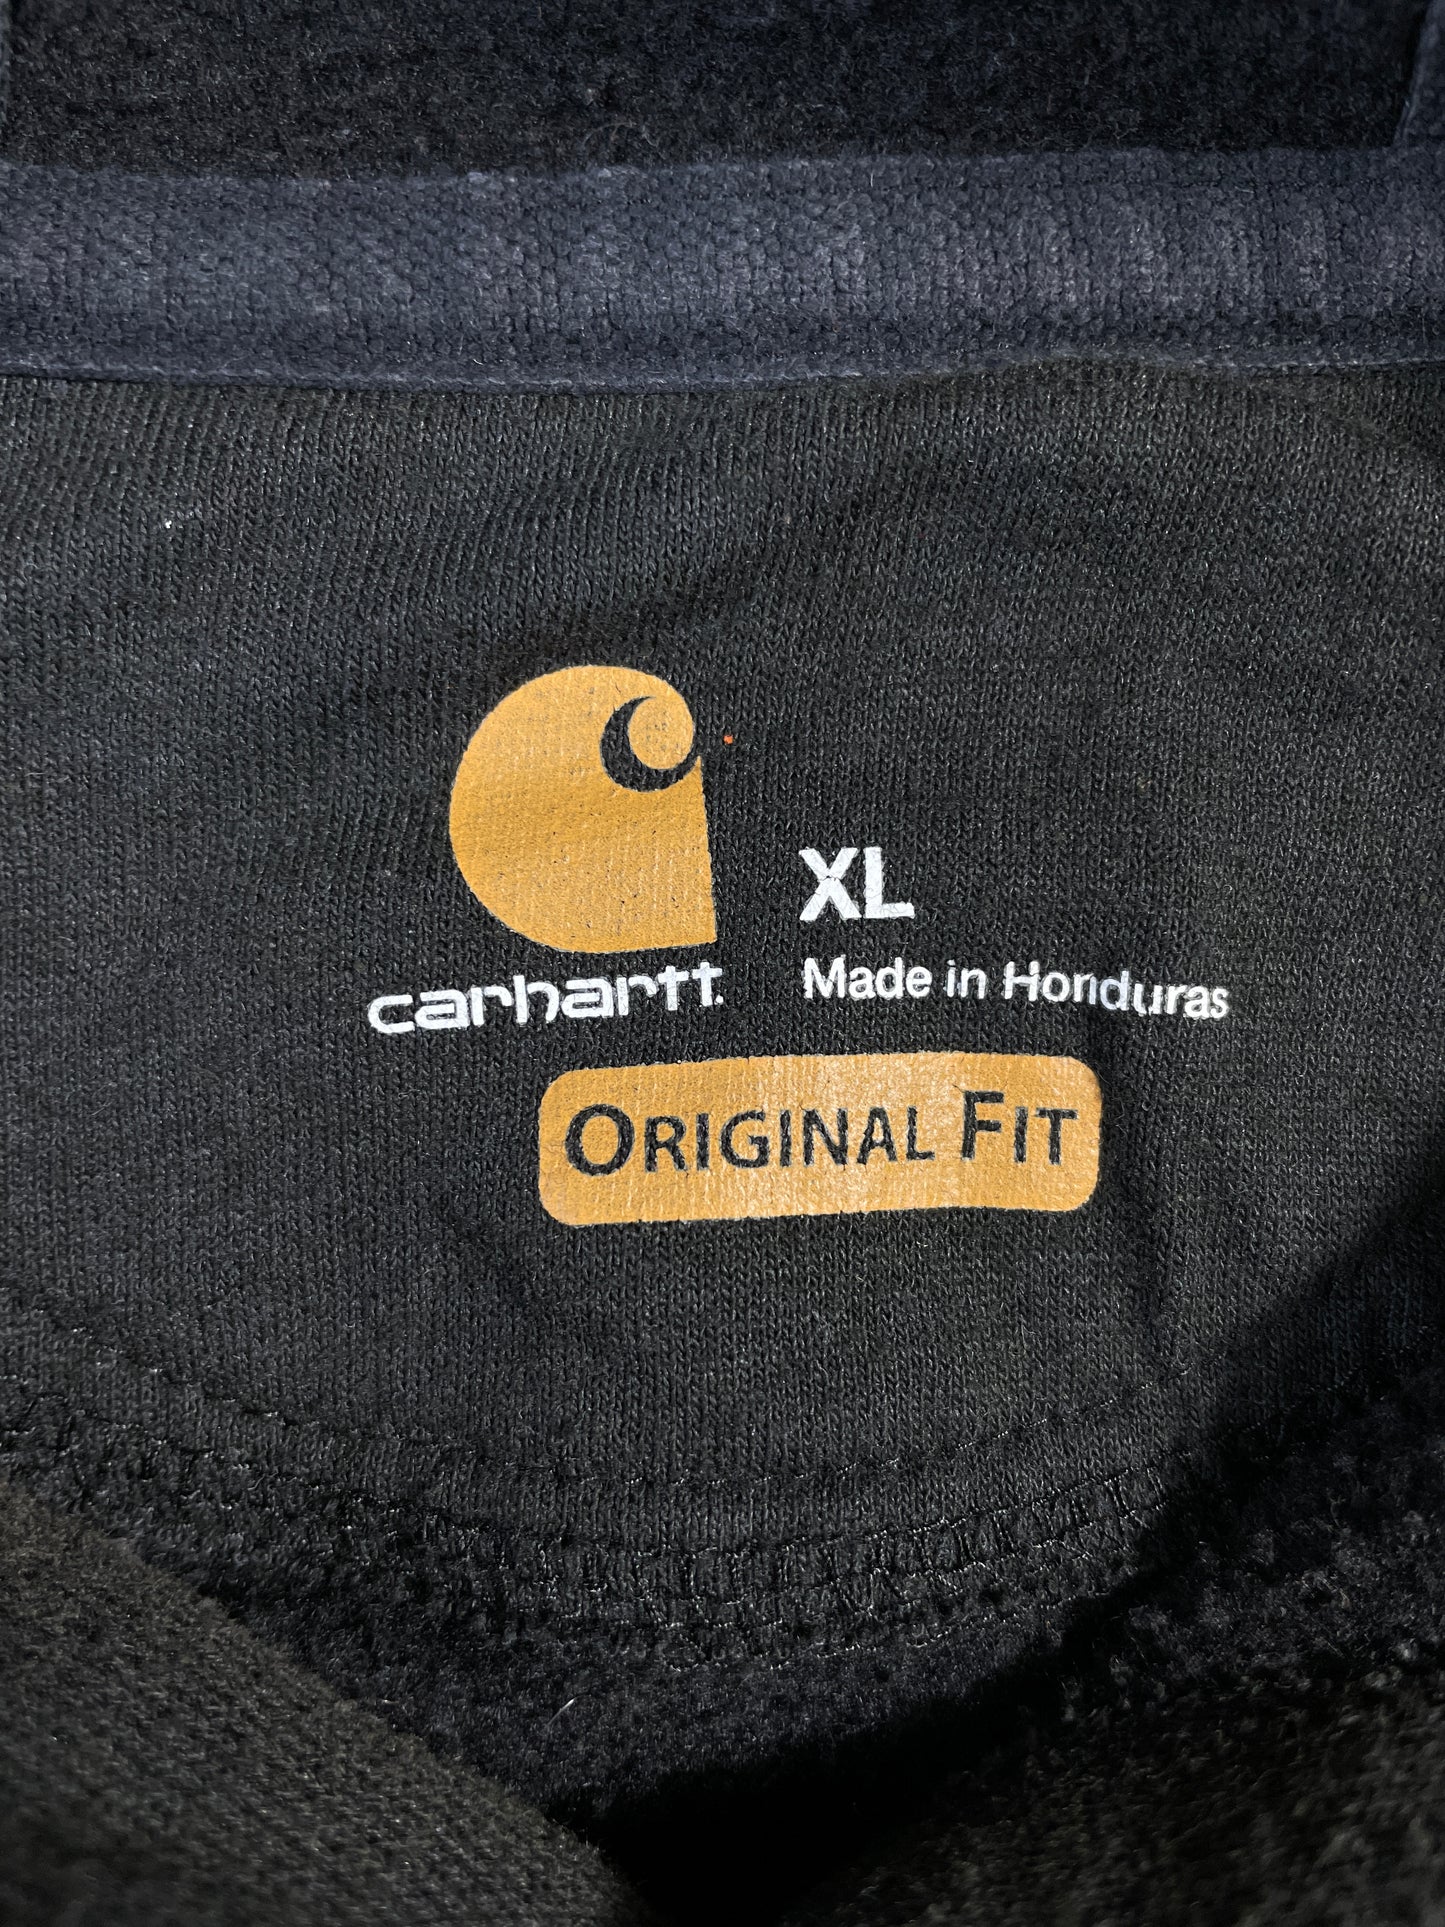 XL
carhartt.
Made in Honduras
ORIGINAL FIT